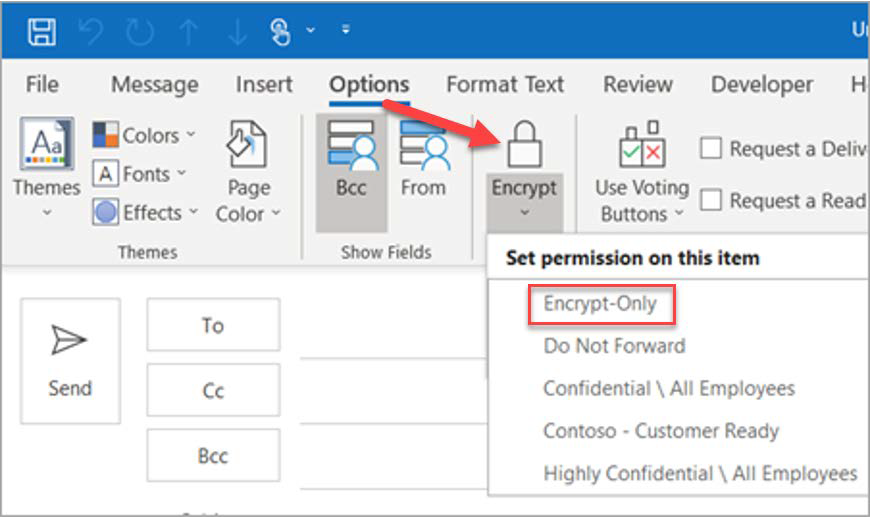 Un
File Message Insert Options Format Text Review Developer H
Aa
Themes
Colors
A Fonts
Effects
Page
Color
Themes
Bcc
From
Show Fields
Encrypt
Use Voting
Buttons
Request a Deliv
Request a Read
Set permission on this item
Encrypt-Only
Do Not Forward
Confidential \ All Employees
Contoso - Customer Ready
Highly Confidential \ All Employees
Send
To
Cc
Bcc